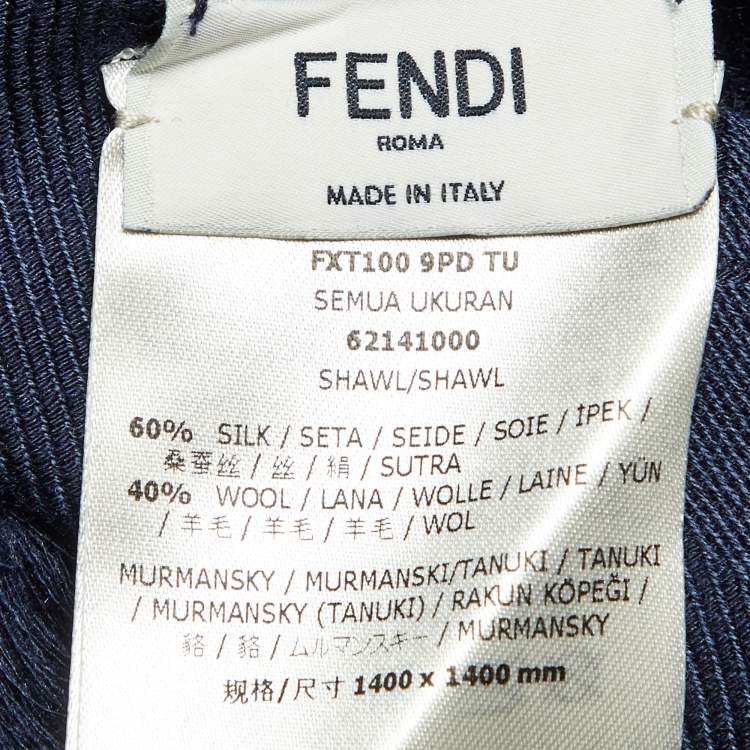 FENDI
ROMA
MADE IN ITALY
FXT100 9PD TU
SEMUA UKURAN
62141000
SHAWL/SHAWL
60% SILK / SETA / SEIDE / SOIE / İPEK /
桑蚕丝 / 丝 / 絹 / SUTRA
40% WOOL / LANA / WOLLE / LAINE / YÜN
/ 羊毛 / 羊毛 / 羊毛 / WOL
MURMANSKY / MURMANSKI/TANUKI / TANUKI
/ MURMANSKY (TANUKI) / RAKUN KÖPEĞI /
貉 / 貉 / ムルマンスキー / MURMANSKY
规格/尺寸 1400 x 1400 mm